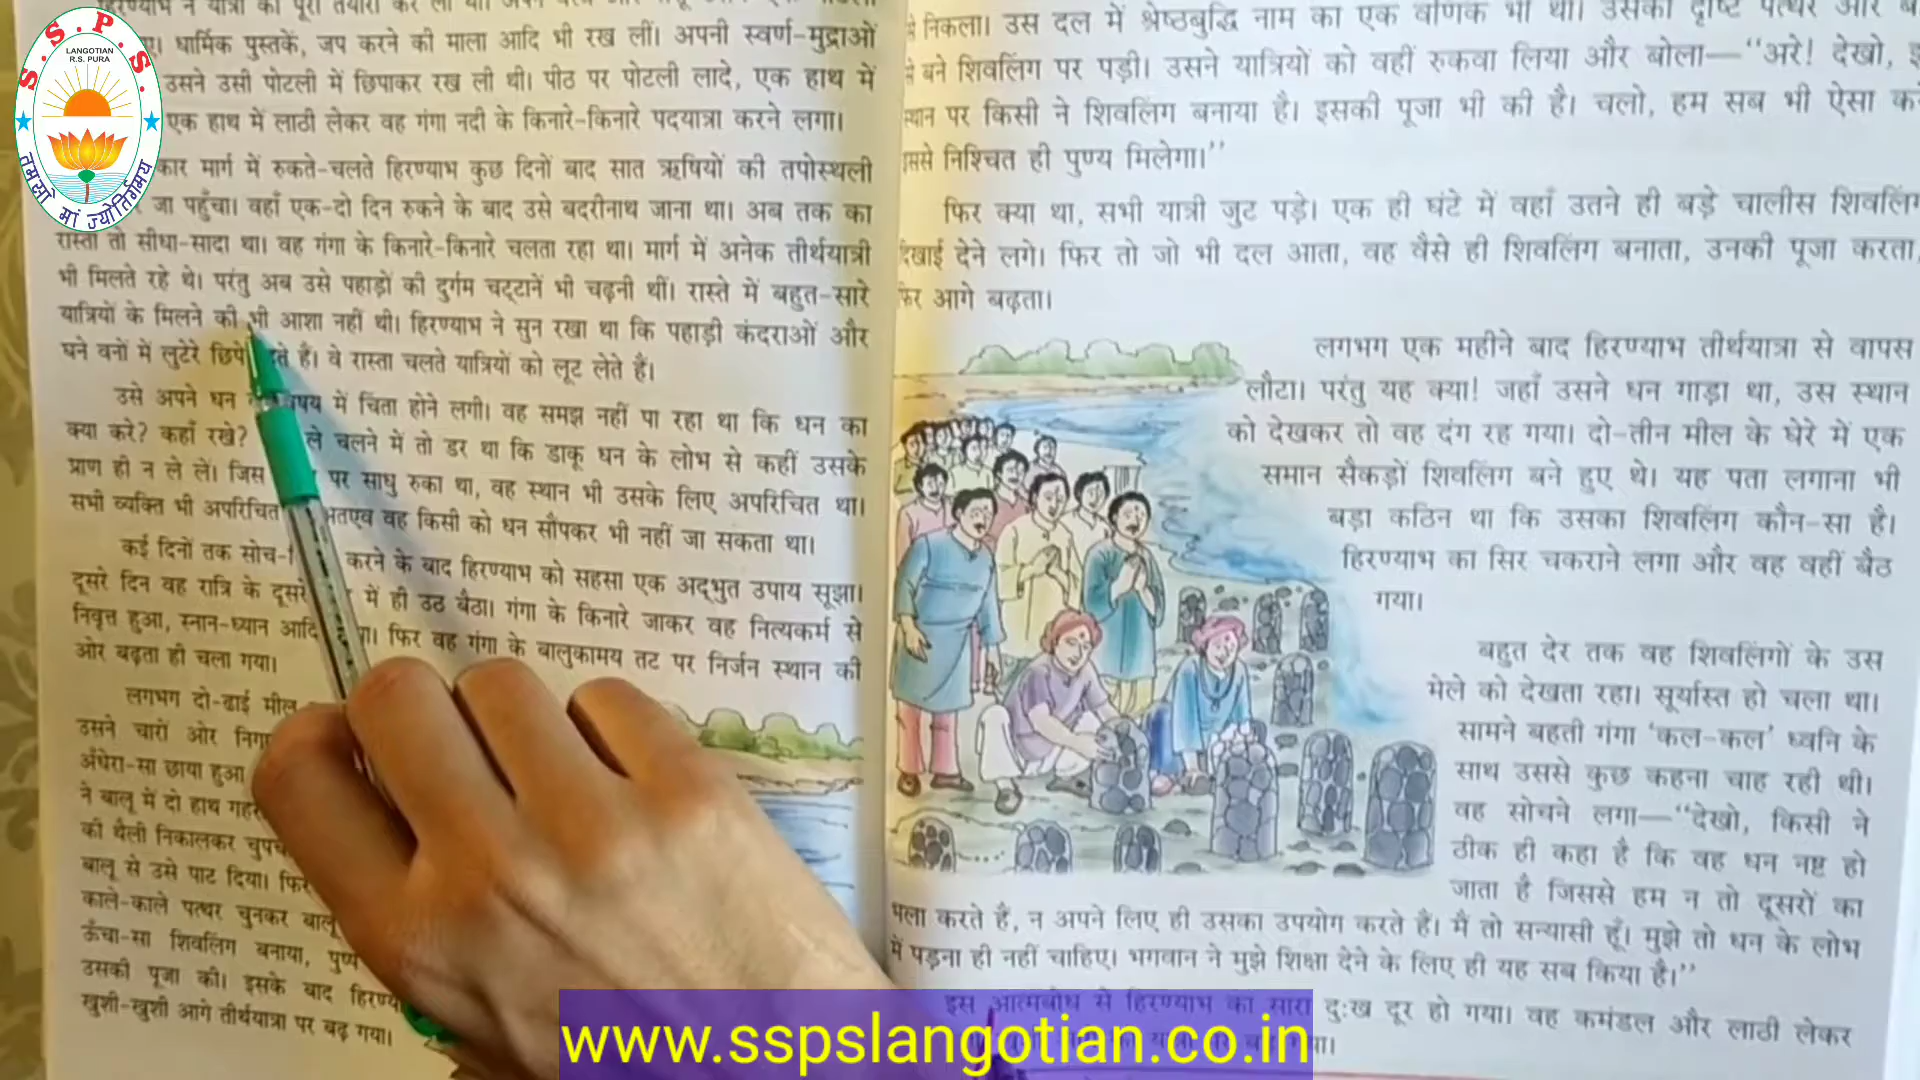 S.S.P.S.
LANGOTIAN
R.S. PURA
तमसो मां ज्योतिर्गमय
हिरण्याभ ने यात्रा की पूरी तैयारी कर ली थी।
धार्मिक पुस्तकें, जप करने की माला आदि भी रख लीं। अपनी स्वर्ण-मुद्राओं
उसने उसी पोटली में छिपाकर रख ली थी। पीठ पर पोटली लादे, एक हाथ में
एक हाथ में लाठी लेकर वह गंगा नदी के किनारे-किनारे पदयात्रा करने लगा।
मार्ग में रुकते-चलते हिरण्याभ कुछ दिनों बाद सात ऋषियों की तपोस्थली
जा पहुँचा। वहाँ एक-दो दिन रुकने के बाद उसे बदरीनाथ जाना था। अब तक का
रास्ता तो सीधा-सादा था। वह गंगा के किनारे-किनारे चलता रहा था। मार्ग में अनेक तीर्थयात्री
भी मिलते रहे थे। परंतु अब उसे पहाड़ों की दुर्गम चट्टानें भी चढ़नी थीं। रास्ते में बहुत-सारे
यात्रियों के मिलने की भी आशा नहीं थी। हिरण्याभ ने सुन रखा था कि पहाड़ी कंदराओं और
घने वनों में लुटेरे छिपे हैं। वे रास्ता चलते यात्रियों को लूट लेते हैं।
उसे अपने धन में चिंता होने लगी। वह समझ नहीं पा रहा था कि धन का
क्या करे? कहाँ रखे? चलने में तो डर था कि डाकू धन के लोभ से कहीं उसके
प्राण ही न ले लें। जिस पर साधु रुका था, वह स्थान भी उसके लिए अपरिचित था।
सभी व्यक्ति भी अपरिचित अतएव वह किसी को धन सौंपकर भी नहीं जा सकता था।
कई दिनों तक करने के बाद हिरण्याभ को सहसा एक अद्भुत उपाय सूझा।
दूसरे दिन वह रात्रि के दूसरे में ही उठ बैठा। गंगा के किनारे जाकर वह नित्यकर्म से
निवृत्त हुआ, स्नान-ध्यान आदि फिर वह गंगा के बालुकामय तट पर निर्जन स्थान की
ओर बढ़ता ही चला गया।
लगभग दो-ढाई मील
उसने चारों ओर
अँधेरा-सा छाया हुआ
ने बालू में दो हाथ
की थैली निकालकर
बालू से उसे पाट दिया। फिर
काले-काले पत्थर चुनकर
ऊँचा-सा शिवलिंग बनाया,
उसकी पूजा की। इसके बाद
खुशी-खुशी आगे तीर्थयात्रा पर बढ़ गया।
निकला। उस दल में श्रेष्ठबुद्धि नाम का एक वणिक भी था। उसकी दृष्टि पत्थर और
से बने शिवलिंग पर पड़ी। उसने यात्रियों को वहीं रुकवा लिया और बोला—"अरे! देखो,
स्थान पर किसी ने शिवलिंग बनाया है। इसकी पूजा भी की है। चलो, हम सब भी ऐसा
इससे निश्चित ही पुण्य मिलेगा।"
फिर क्या था, सभी यात्री जुट पड़े। एक ही घंटे में वहाँ उतने ही बड़े चालीस शिवलिंग
दिखाई देने लगे। फिर तो जो भी दल आता, वह वैसे ही शिवलिंग बनाता, उनकी पूजा करता,
फिर आगे बढ़ता।
लगभग एक महीने बाद हिरण्याभ तीर्थयात्रा से वापस
लौटा। परंतु यह क्या! जहाँ उसने धन गाड़ा था, उस स्थान
को देखकर तो वह दंग रह गया। दो-तीन मील के घेरे में एक
समान सैकड़ों शिवलिंग बने हुए थे। यह पता लगाना भी
बड़ा कठिन था कि उसका शिवलिंग कौन-सा है।
हिरण्याभ का सिर चकराने लगा और वह वहीं बैठ
गया।
बहुत देर तक वह शिवलिंगों के उस
मेले को देखता रहा। सूर्यास्त हो चला था।
सामने बहती गंगा 'कल-कल' ध्वनि के
साथ उससे कुछ कहना चाह रही थी।
वह सोचने लगा—"देखो, किसी ने
ठीक ही कहा है कि वह धन नष्ट हो
जाता है जिससे हम न तो दूसरों का
भला करते हैं, न अपने लिए ही उसका उपयोग करते हैं। मैं तो सन्यासी हूँ। मुझे तो धन के लोभ
में पड़ना ही नहीं चाहिए। भगवान ने मुझे शिक्षा देने के लिए ही यह सब किया है।"
इस आत्मबोध से हिरण्याभ का सारा दुःख दूर हो गया। वह कमंडल और लाठी लेकर
www.sspslangotian.co.in